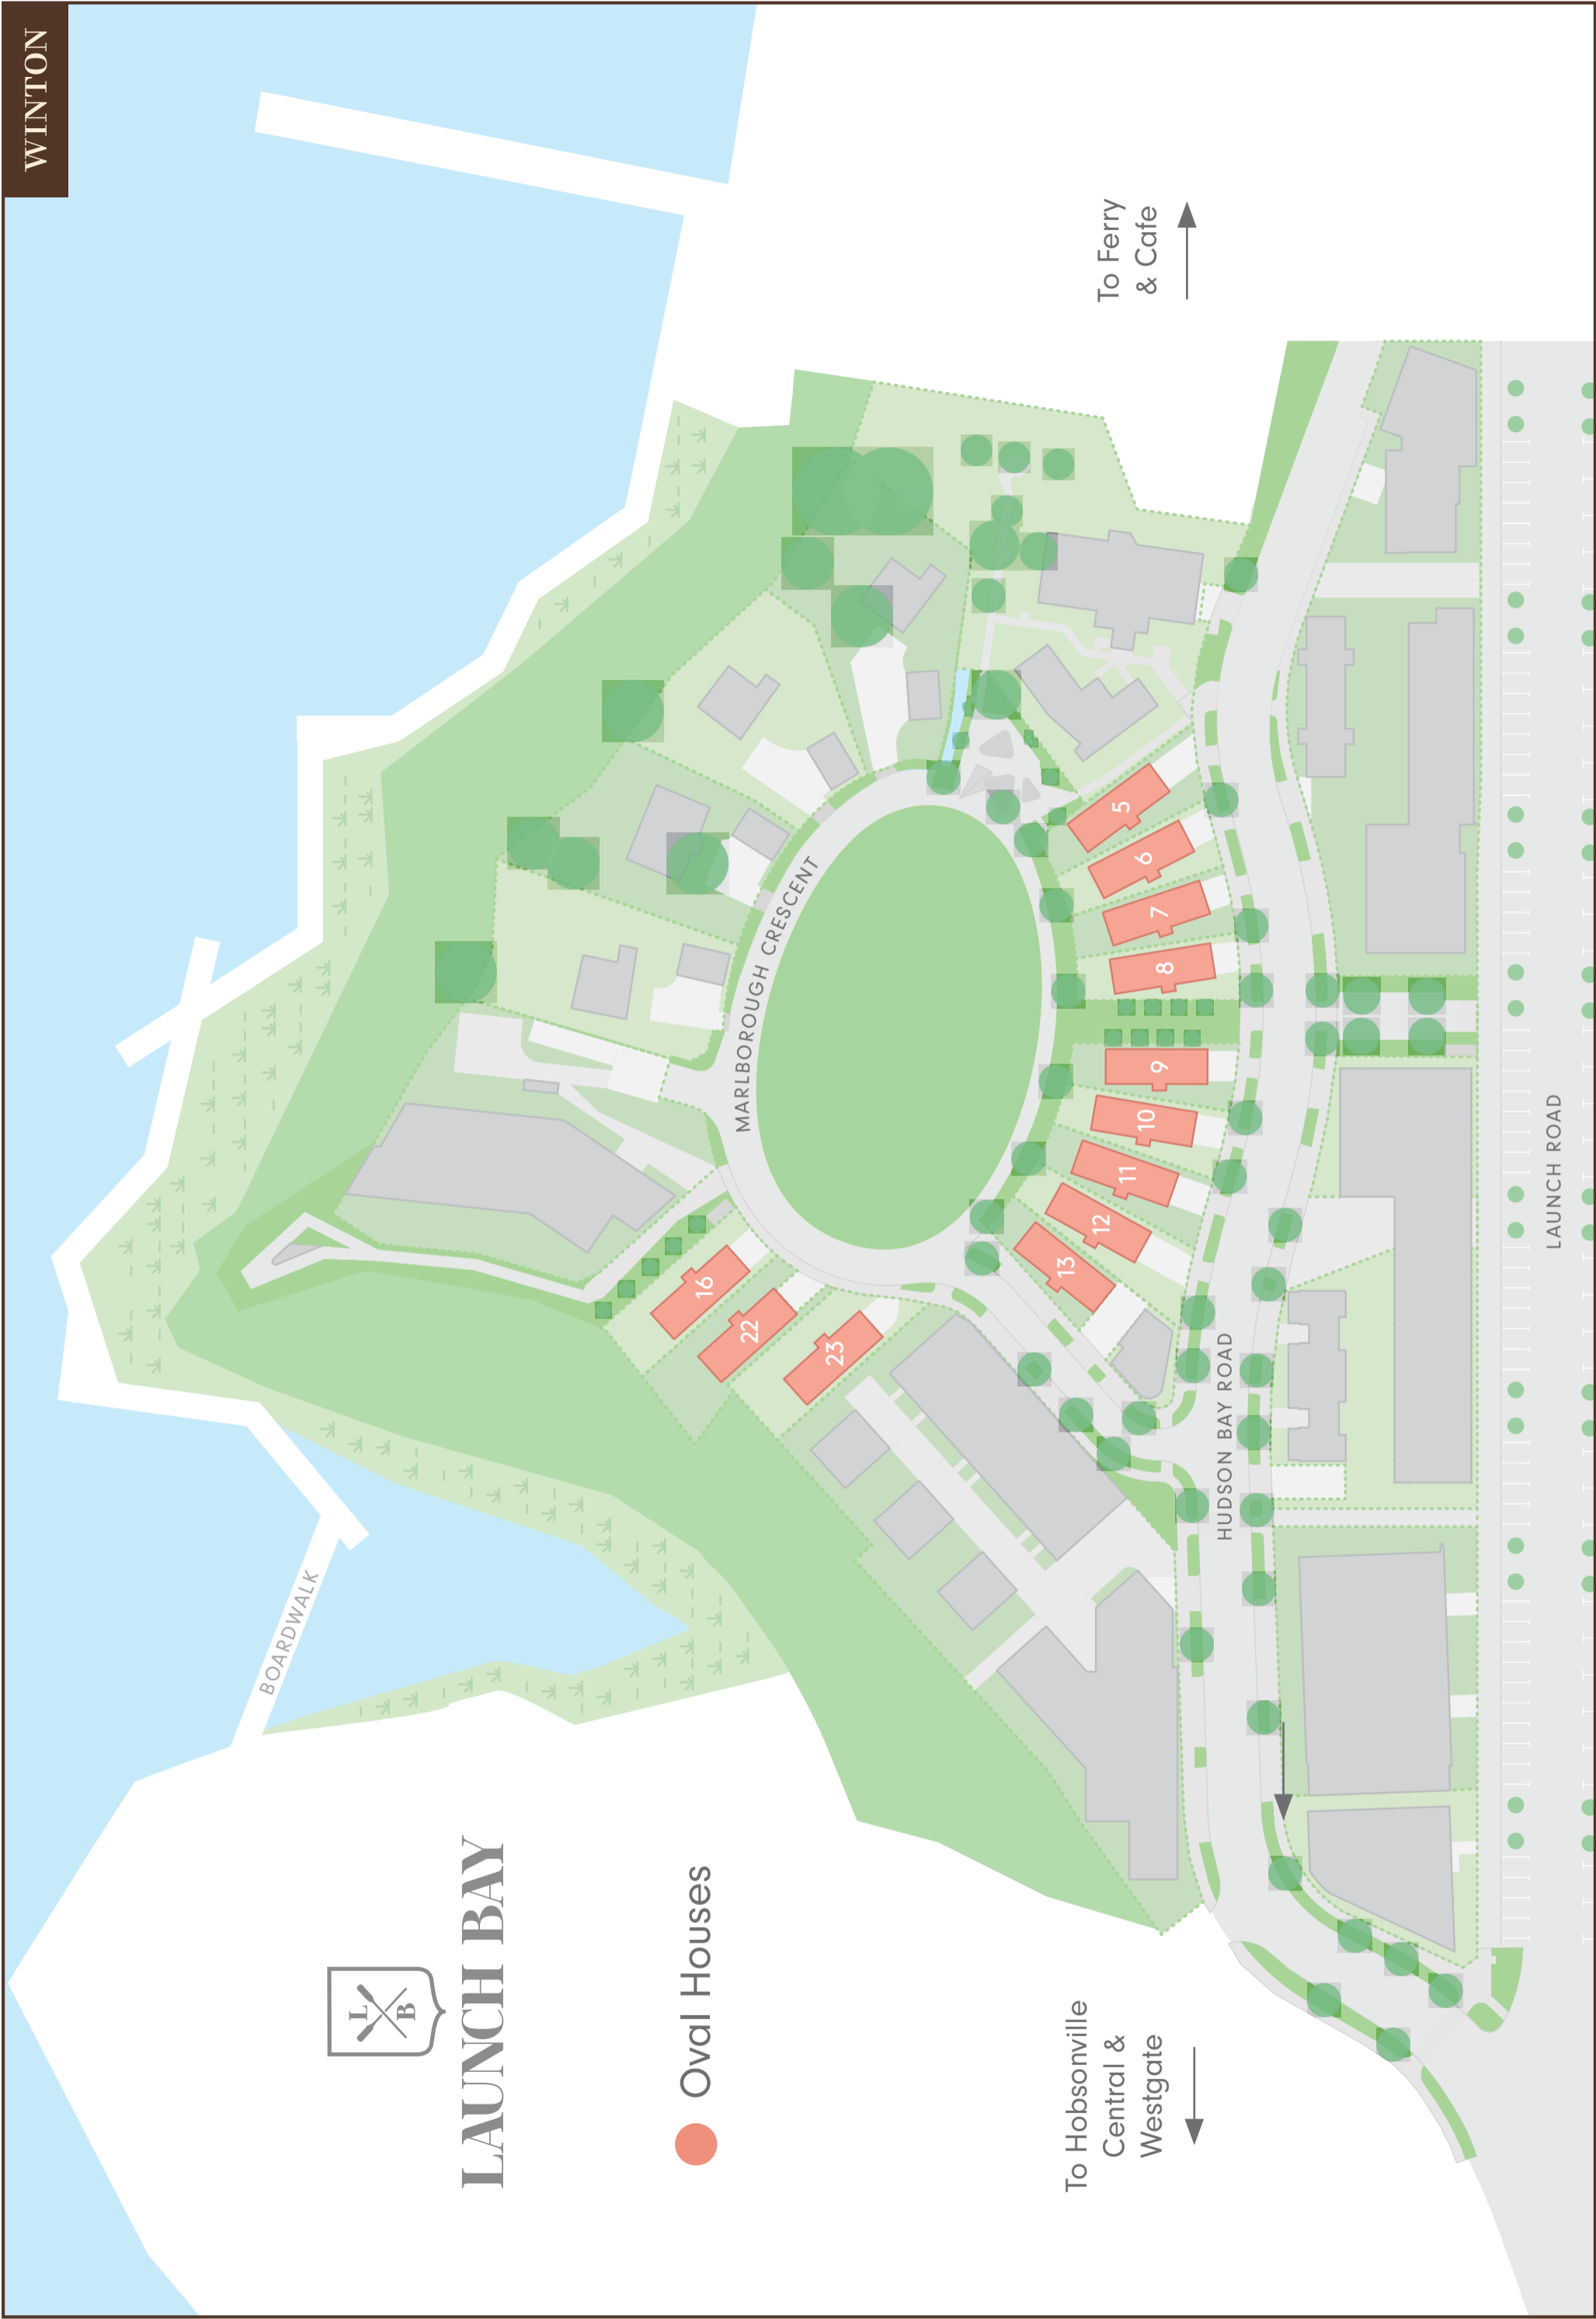 WINTON
LAUNCH BAY
L
B
Oval Houses
BOARDWALK
MARLBOROUGH CRESCENT
16
22
23
13
12
11
10
9
8
7
6
5
To Hobsonville
Central &
Westgate
To Ferry
& Cafe
HUDSON BAY ROAD
LAUNCH ROAD